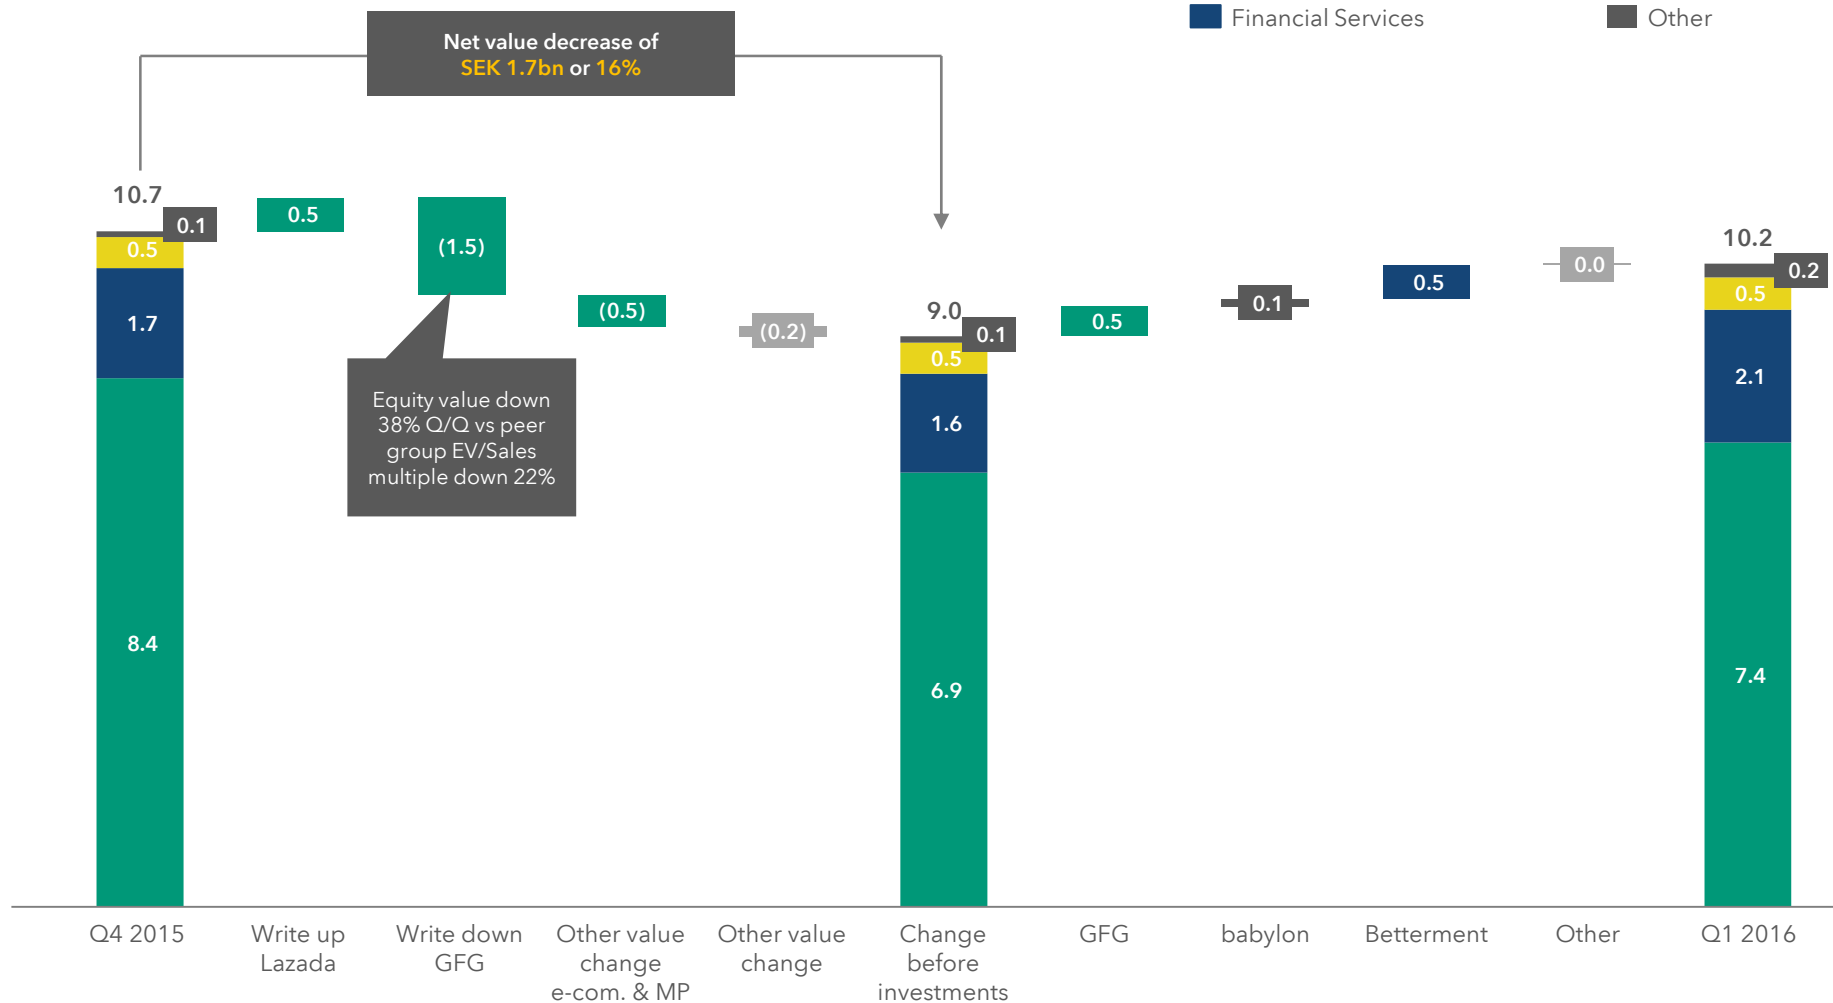 Financial Services
Other
Net value decrease of
SEK 1.7bn or 16%
10.7
0.1
0.5
1.7
8.4
0.5
(1.5)
Equity value down
38% Q/Q vs peer
group EV/Sales
multiple down 22%
(0.5)
(0.2)
9.0
0.1
0.5
1.6
6.9
0.5
0.1
0.5
0.0
10.2
0.2
0.5
2.1
7.4
Q4 2015
Write up
Lazada
Write down
GFG
Other value
change
e-com. & MP
Other value
change
Change
before
investments
GFG
babylon
Betterment
Other
Q1 2016